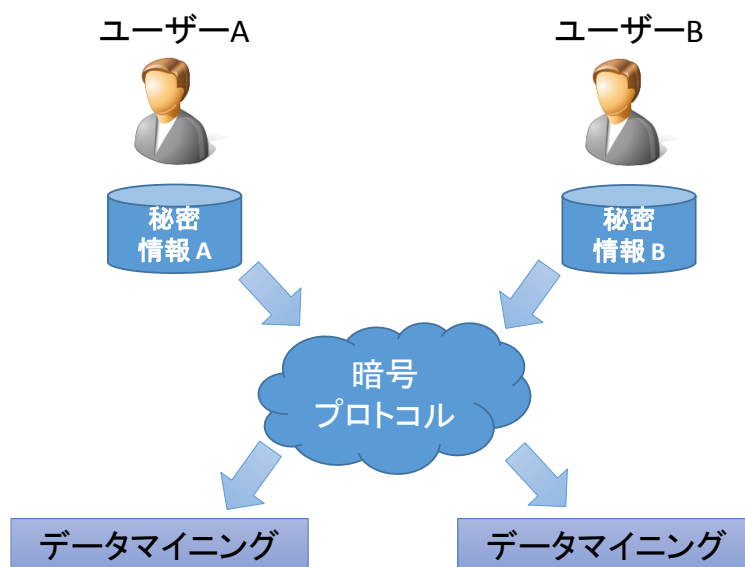 ユーザーA
ユーザーB
秘密
情報 A
秘密
情報 B
暗号
プロトコル
データマイニング
データマイニング